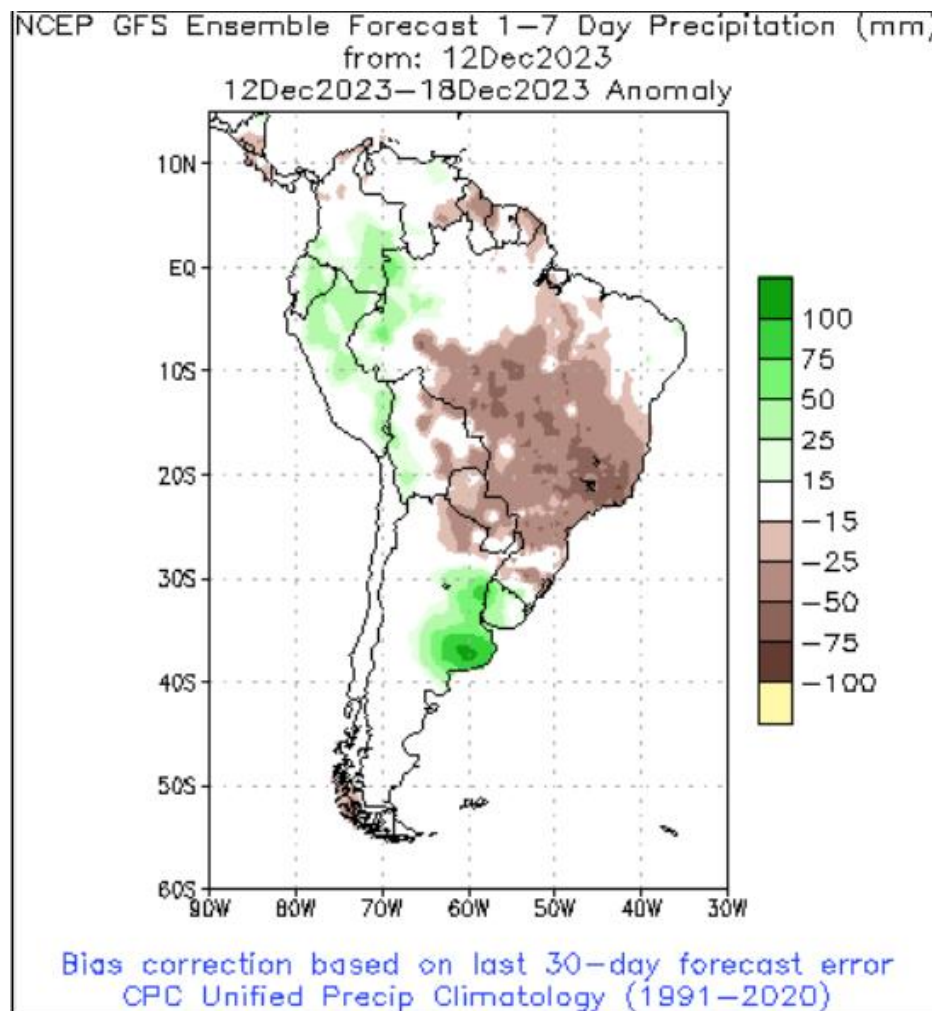 NCEP GFS Ensemble Forecast 1–7 Day Precipitation (mm)
from: 12Dec2023
12Dec2023–18Dec2023 Anomaly
10N
EQ
10S
20S
30S
40S
50S
60S
90W 80W 70W 60W 50W 40W 30W
100
75
50
25
15
−15
−25
−50
−75
−100
Bias correction based on last 30–day forecast error
CPC Unified Precip Climatology (1991–2020)